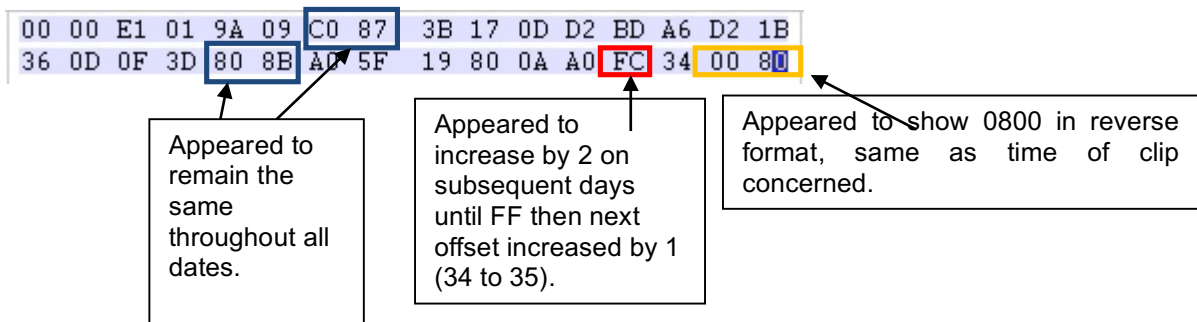 00 00 E1 01 9A 09 C0 87 3B 17 0D D2 BD A6 D2 1B
36 0D 0F 3D 80 8B A0 5F 19 80 0A A0 FC 34 00 80
Appeared to
remain the
same
throughout all
dates.
Appeared to
increase by 2 on
subsequent days
until FF then next
offset increased by 1
(34 to 35).
Appeared to show 0800 in reverse
format, same as time of clip
concerned.